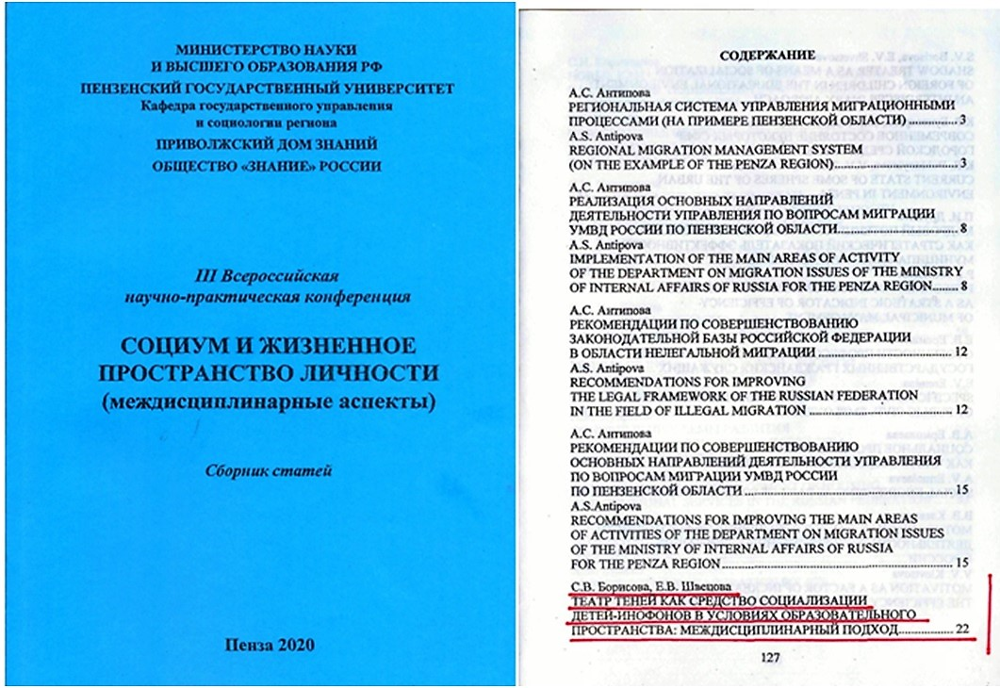 МИНИСТЕРСТВО НАУКИ
И ВЫСШЕГО ОБРАЗОВАНИЯ РФ
ПЕНЗЕНСКИЙ ГОСУДАРСТВЕННЫЙ УНИВЕРСИТЕТ
Кафедра государственного управления
и социологии региона
ПРИВОЛЖСКИЙ ДОМ ЗНАНИЙ
ОБЩЕСТВО «ЗНАНИЕ» РОССИИ
III Всероссийская
научно-практическая конференция
СОЦИУМ И ЖИЗНЕННОЕ
ПРОСТРАНСТВО ЛИЧНОСТИ
(междисциплинарные аспекты)
Сборник статей
Пенза 2020
СОДЕРЖАНИЕ
А.С. Антипова
РЕГИОНАЛЬНАЯ СИСТЕМА УПРАВЛЕНИЯ МИГРАЦИОННЫМИ
ПРОЦЕССАМИ (НА ПРИМЕРЕ ПЕНЗЕНСКОЙ ОБЛАСТИ) .............. 3
A.S. Antipova
REGIONAL MIGRATION MANAGEMENT SYSTEM
(ON THE EXAMPLE OF THE PENZA REGION).............................. 3
А.С. Антипова
РЕАЛИЗАЦИЯ ОСНОВНЫХ НАПРАВЛЕНИЙ
ДЕЯТЕЛЬНОСТИ УПРАВЛЕНИЯ ПО ВОПРОСАМ МИГРАЦИИ
УМВД РОССИИ ПО ПЕНЗЕНСКОЙ ОБЛАСТИ.............................. 8
A.S. Antipova
IMPLEMENTATION OF THE MAIN AREAS OF ACTIVITY
OF THE DEPARTMENT ON MIGRATION ISSUES OF THE MINISTRY
OF INTERNAL AFFAIRS OF RUSSIA FOR THE PENZA REGION........ 8
А.С. Антипова
РЕКОМЕНДАЦИИ ПО СОВЕРШЕНСТВОВАНИЮ
ЗАКОНОДАТЕЛЬНОЙ БАЗЫ РОССИЙСКОЙ ФЕДЕРАЦИИ
В ОБЛАСТИ НЕЛЕГАЛЬНОЙ МИГРАЦИИ .................................. 12
A.S. Antipova
RECOMMENDATIONS FOR IMPROVING
THE LEGAL FRAMEWORK OF THE RUSSIAN FEDERATION
IN THE FIELD OF ILLEGAL MIGRATION .................................. 12
А.С. Антипова
РЕКОМЕНДАЦИИ ПО СОВЕРШЕНСТВОВАНИЮ
ОСНОВНЫХ НАПРАВЛЕНИЙ ДЕЯТЕЛЬНОСТИ УПРАВЛЕНИЯ
ПО ВОПРОСАМ МИГРАЦИИ УМВД РОССИИ
ПО ПЕНЗЕНСКОЙ ОБЛАСТИ .................................................. 15
A.S.Antipova
RECOMMENDATIONS FOR IMPROVING THE MAIN AREAS
OF ACTIVITIES OF THE DEPARTMENT ON MIGRATION ISSUES
OF THE MINISTRY OF INTERNAL AFFAIRS OF RUSSIA
FOR THE PENZA REGION ...................................................... 15
С.В. Борисова, Е.В. Швецова
ТЕАТР ТЕНЕЙ КАК СРЕДСТВО СОЦИАЛИЗАЦИИ
ДЕТЕЙ-ИНОФОНОВ В УСЛОВИЯХ ОБРАЗОВАТЕЛЬНОГО
ПРОСТРАНСТВА: МЕЖДИСЦИПЛИНАРНЫЙ ПОДХОД............... 22
127